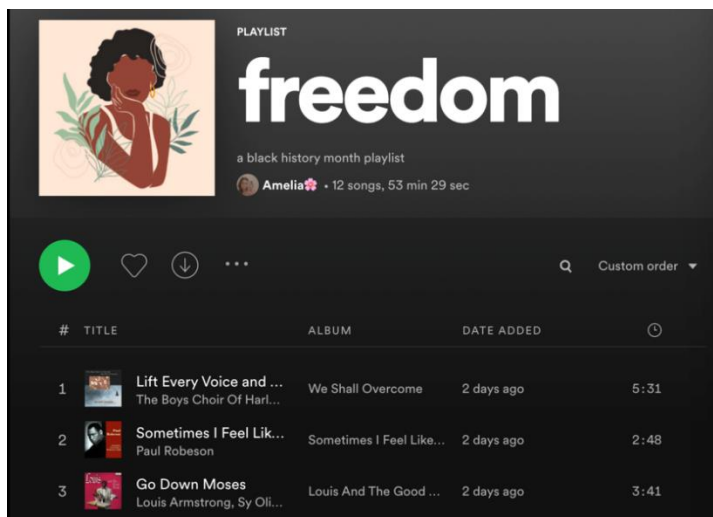 PLAYLIST
freedom
a black history month playlist
Amelia🌸 • 12 songs, 53 min 29 sec
Custom order
# TITLE ALBUM DATE ADDED
1 Lift Every Voice and ... We Shall Overcome 2 days ago 5:31
The Boys Choir Of Harl...
2 Sometimes I Feel Lik... Sometimes I Feel Like... 2 days ago 2:48
Paul Robeson
3 Go Down Moses Louis And The Good ... 2 days ago 3:41
Louis Armstrong, Sy Oli...